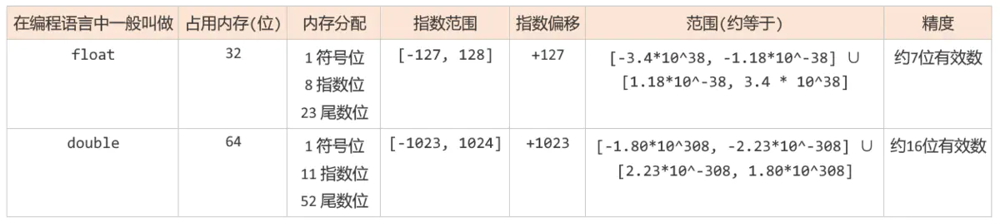 在编程语言中一般叫做 占用内存(位) 内存分配 指数范围 指数偏移 范围(约等于) 精度
float 32 1 符号位 [-127, 128] +127 [-3.4*10^38, -1.18*10^-38] ∪ 约7位有效数
8 指数位 [1.18*10^-38, 3.4 * 10^38]
23 尾数位
double 64 1 符号位 [-1023, 1024] +1023 [-1.80*10^308, -2.23*10^-308] ∪ 约16位有效数
11 指数位 [2.23*10^-308, 1.80*10^308]
52 尾数位